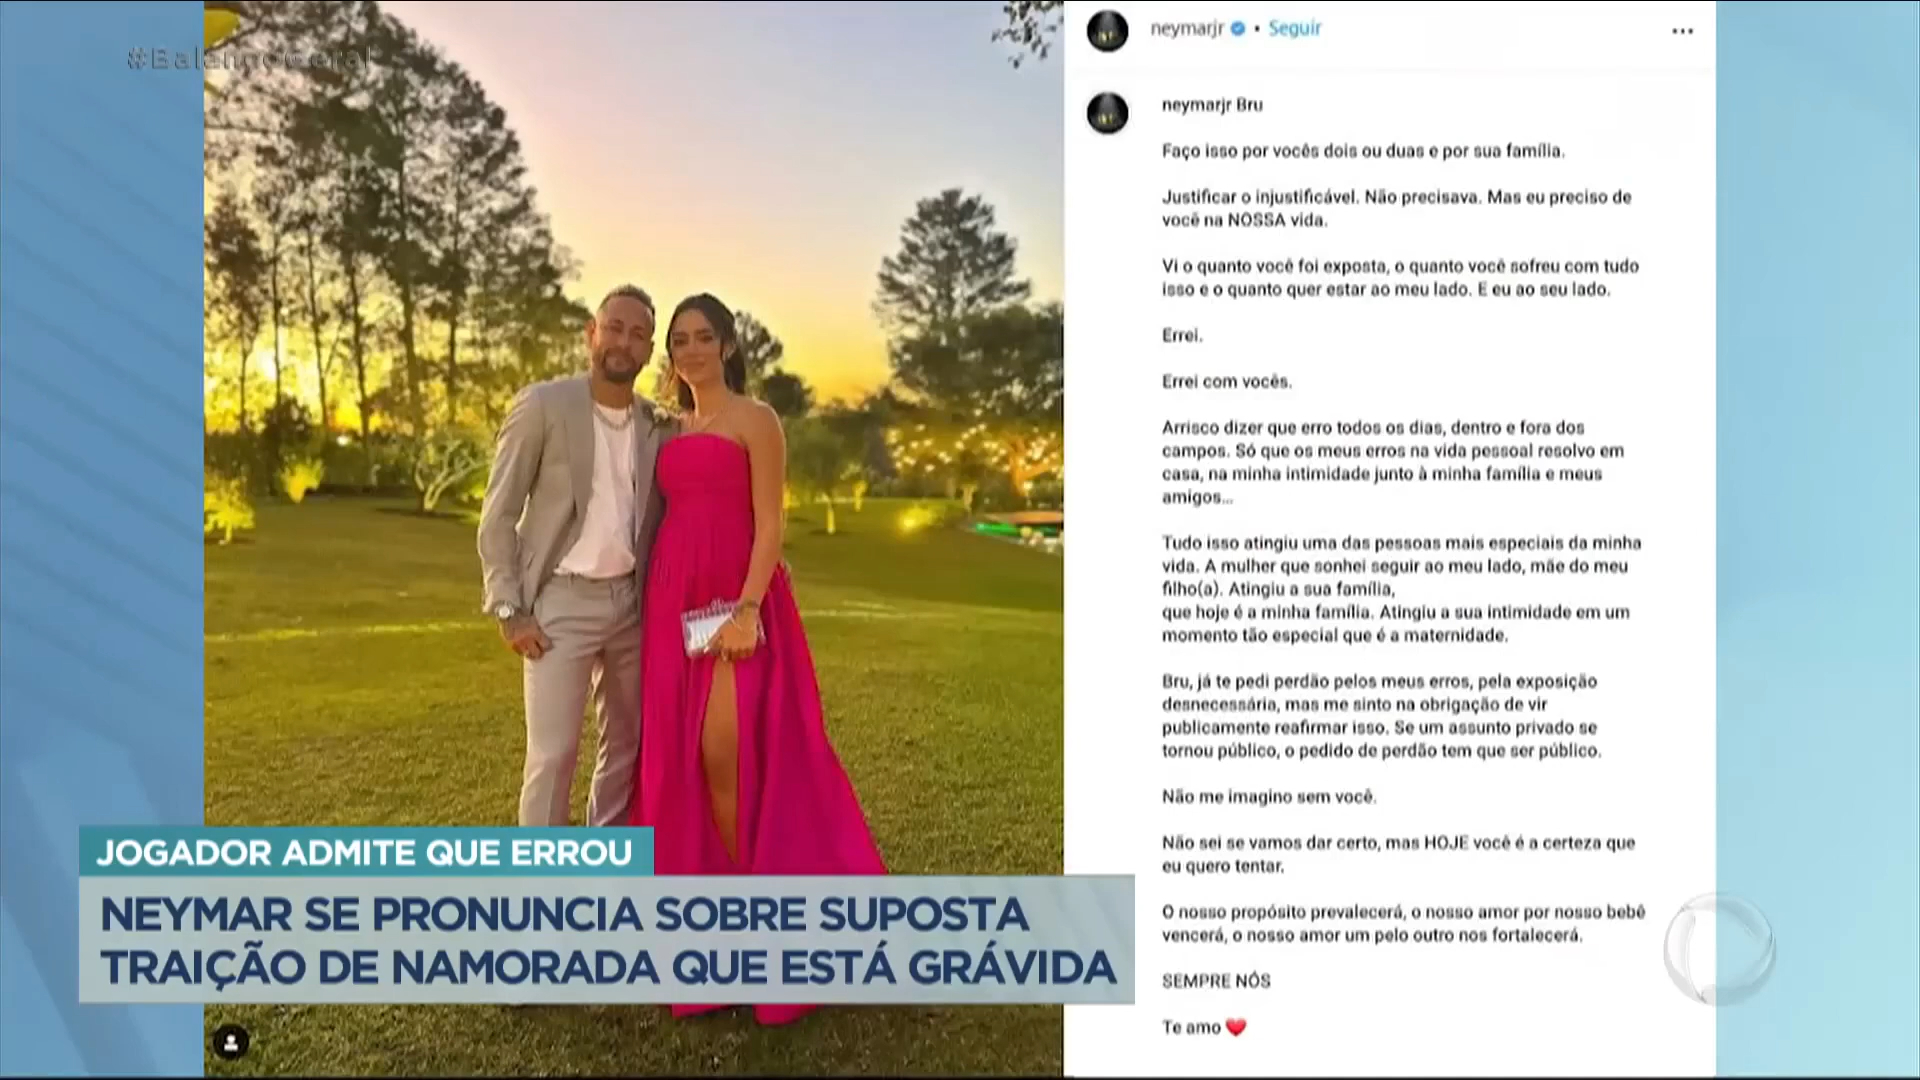 #BalançoGeral
neymarjr • Seguir
neymarjr Bru
Faço isso por vocês dois ou duas e por sua família.
Justificar o injustificável. Não precisava. Mas eu preciso de
você na NOSSA vida.
Vi o quanto você foi exposta, o quanto você sofreu com tudo
isso e o quanto quer estar ao meu lado. E eu ao seu lado.
Errei.
Errei com vocês.
Arrisco dizer que erro todos os dias, dentro e fora dos
campos. Só que os meus erros na vida pessoal resolvo em
casa, na minha intimidade junto à minha família e meus
amigos...
Tudo isso atingiu uma das pessoas mais especiais da minha
vida. A mulher que sonhei seguir ao meu lado, mãe do meu
filho(a). Atingiu a sua família,
que hoje é a minha família. Atingiu a sua intimidade em um
momento tão especial que é a maternidade.
Bru, já te pedi perdão pelos meus erros, pela exposição
desnecessária, mas me sinto na obrigação de vir
publicamente reafirmar isso. Se um assunto privado se
tornou público, o pedido de perdão tem que ser público.
Não me imagino sem você.
Não sei se vamos dar certo, mas HOJE você é a certeza que
eu quero tentar.
O nosso propósito prevalecerá, o nosso amor por nosso bebê
vencerá, o nosso amor um pelo outro nos fortalecerá.
SEMPRE NÓS
Te amo ❤️
JOGADOR ADMITE QUE ERROU
NEYMAR SE PRONUNCIA SOBRE SUPOSTA
TRAIÇÃO DE NAMORADA QUE ESTÁ GRÁVIDA